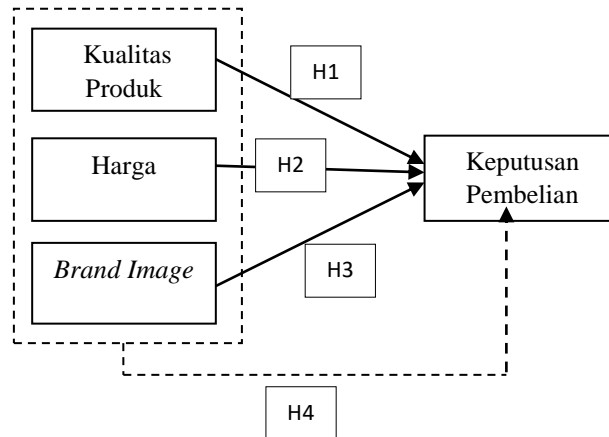 Kualitas
Produk
H1
Harga
H2
Keputusan
Pembelian
Brand Image
H3
H4